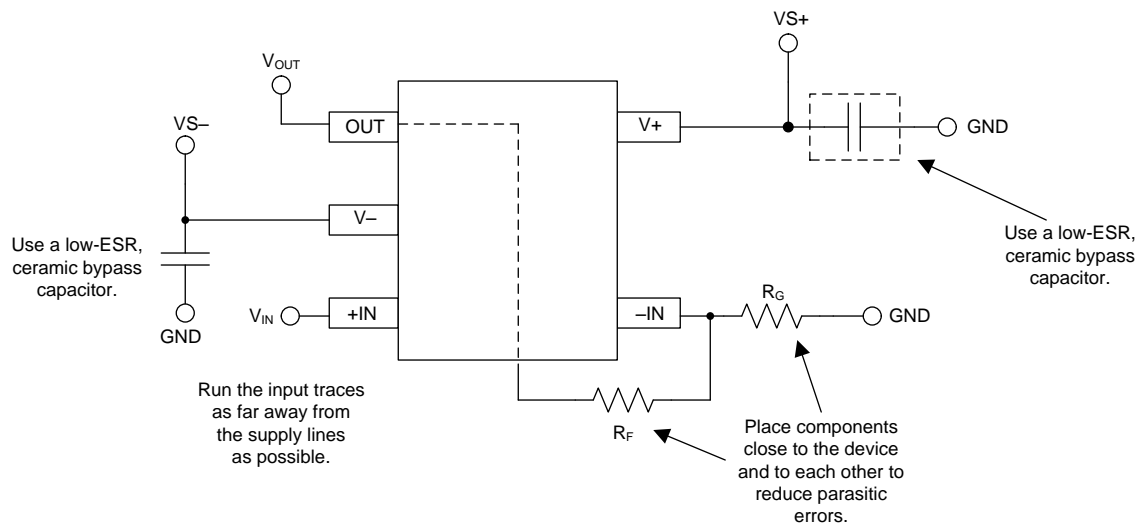 VS+
VOUT
VS–
OUT
V+
GND
V–
Use a low-ESR,
ceramic bypass
capacitor.
Use a low-ESR,
ceramic bypass
capacitor.
GND
VIN
+IN
–IN
RG
GND
Run the input traces
as far away from
the supply lines
as possible.
RF
Place components
close to the device
and to each other to
reduce parasitic
errors.